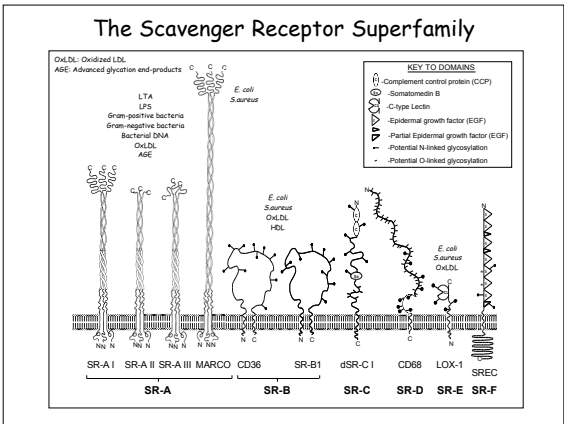 The Scavenger Receptor Superfamily
OxLDL: Oxidized LDL
AGE: Advanced glycation end-products
LTA
LPS
Gram-positive bacteria
Gram-negative bacteria
Bacterial DNA
OxLDL
AGE
E. coli
S.aureus
E. coli
S.aureus
OxLDL
HDL
E. coli
S.aureus
OxLDL
KEY TO DOMAINS
-Complement control protein (CCP)
-Somatomedin B
-C-type Lectin
-Epidermal growth factor (EGF)
-Partial Epidermal growth factor (EGF)
-Potential N-linked glycosylation
-Potential O-linked glycosylation
C C C
C C C
C C
C C
N
N
C
N
N NN N
N NN N
N NN N
N C
N C
C
C
N
C
SR-A I SR-A II SR-A III MARCO CD36 SR-B1 dSR-C I CD68 LOX-1 SREC
SR-A SR-B SR-C SR-D SR-E SR-F